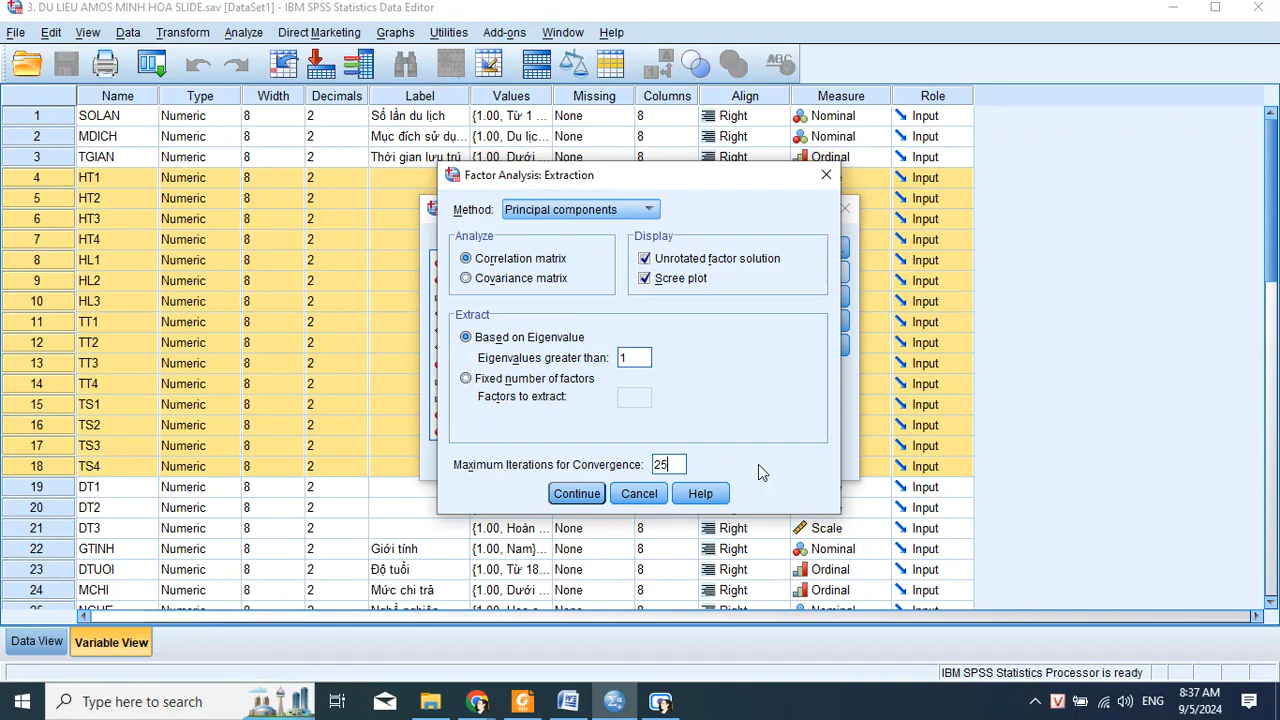 3. DU LIEU AMOS MINH HOA SLIDE.sav [DataSet1] - IBM SPSS Statistics Data Editor
File Edit View Data Transform Analyze Direct Marketing Graphs Utilities Add-ons Window Help
Name Type Width Decimals Label Values Missing Columns Align Measure Role
1 SOLAN Numeric 8 2 Số lần du lịch {1.00, Từ 1 ... None 8 Right Nominal Input
2 MDICH Numeric 8 2 Mục đích sử dụ... {1.00, Du lịc... None 8 Right Nominal Input
3 TGIAN Numeric 8 2 Thời gian lưu trú {1.00, Dưới ... None 8 Right Ordinal Input
4 HT1 Numeric 8 2 Input
5 HT2 Numeric 8 2 Input
6 HT3 Numeric 8 2 Input
7 HT4 Numeric 8 2 Input
8 HL1 Numeric 8 2 Input
9 HL2 Numeric 8 2 Input
10 HL3 Numeric 8 2 Input
11 TT1 Numeric 8 2 Input
12 TT2 Numeric 8 2 Input
13 TT3 Numeric 8 2 Input
14 TT4 Numeric 8 2 Input
15 TS1 Numeric 8 2 Input
16 TS2 Numeric 8 2 Input
17 TS3 Numeric 8 2 Input
18 TS4 Numeric 8 2 Input
19 DT1 Numeric 8 2 Input
20 DT2 Numeric 8 2 Input
21 DT3 Numeric 8 2 {1.00, Hoàn ... None 8 Right Scale Input
22 GTINH Numeric 8 2 Giới tính {1.00, Nam}... None 8 Right Nominal Input
23 DTUOI Numeric 8 2 Độ tuổi {1.00, Từ 18... None 8 Right Ordinal Input
24 MCHI Numeric 8 2 Mức chi trả {1.00, Dưới ... None 8 Right Ordinal Input
Factor Analysis: Extraction
Method: Principal components
Analyze
Correlation matrix
Covariance matrix
Display
Unrotated factor solution
Scree plot
Extract
Based on Eigenvalue
Eigenvalues greater than: 1
Fixed number of factors
Factors to extract:
Maximum Iterations for Convergence: 25
Continue Cancel Help
Data View Variable View
IBM SPSS Statistics Processor is ready
Type here to search
ENG
8:37 AM
9/5/2024